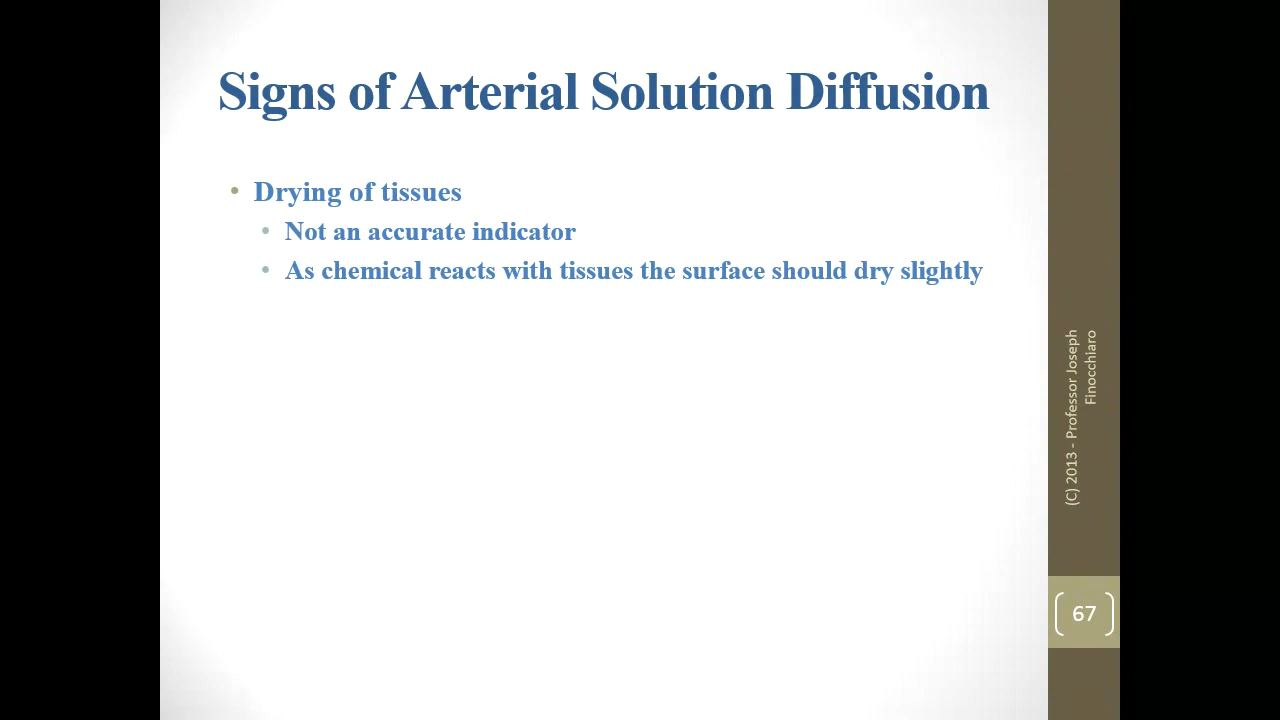 Signs of Arterial Solution Diffusion
• Drying of tissues
• Not an accurate indicator
• As chemical reacts with tissues the surface should dry slightly
(C) 2013 - Professor Joseph
Finocchiaro
67